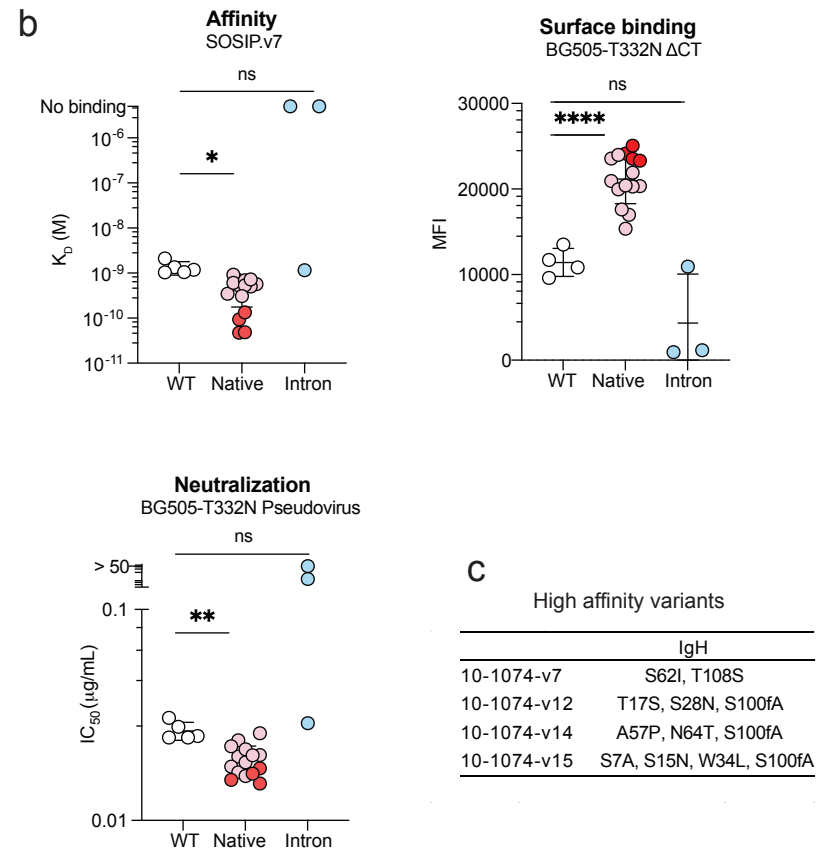 b
Affinity
SOSIP.v7
ns
No binding
*
10⁻⁶
10⁻⁷
10⁻⁸
10⁻⁹
10⁻¹⁰
10⁻¹¹
K_D (M)
WT Native Intron
Surface binding
BG505-T332N ΔCT
ns
30000
****
20000
10000
0
MFI
WT Native Intron
Neutralization
BG505-T332N Pseudovirus
ns
> 50
0.1
**
IC₅₀ (µg/mL)
0.01
WT Native Intron
c
High affinity variants
IgH
10-1074-v7 S62I, T108S
10-1074-v12 T17S, S28N, S100fA
10-1074-v14 A57P, N64T, S100fA
10-1074-v15 S7A, S15N, W34L, S100fA